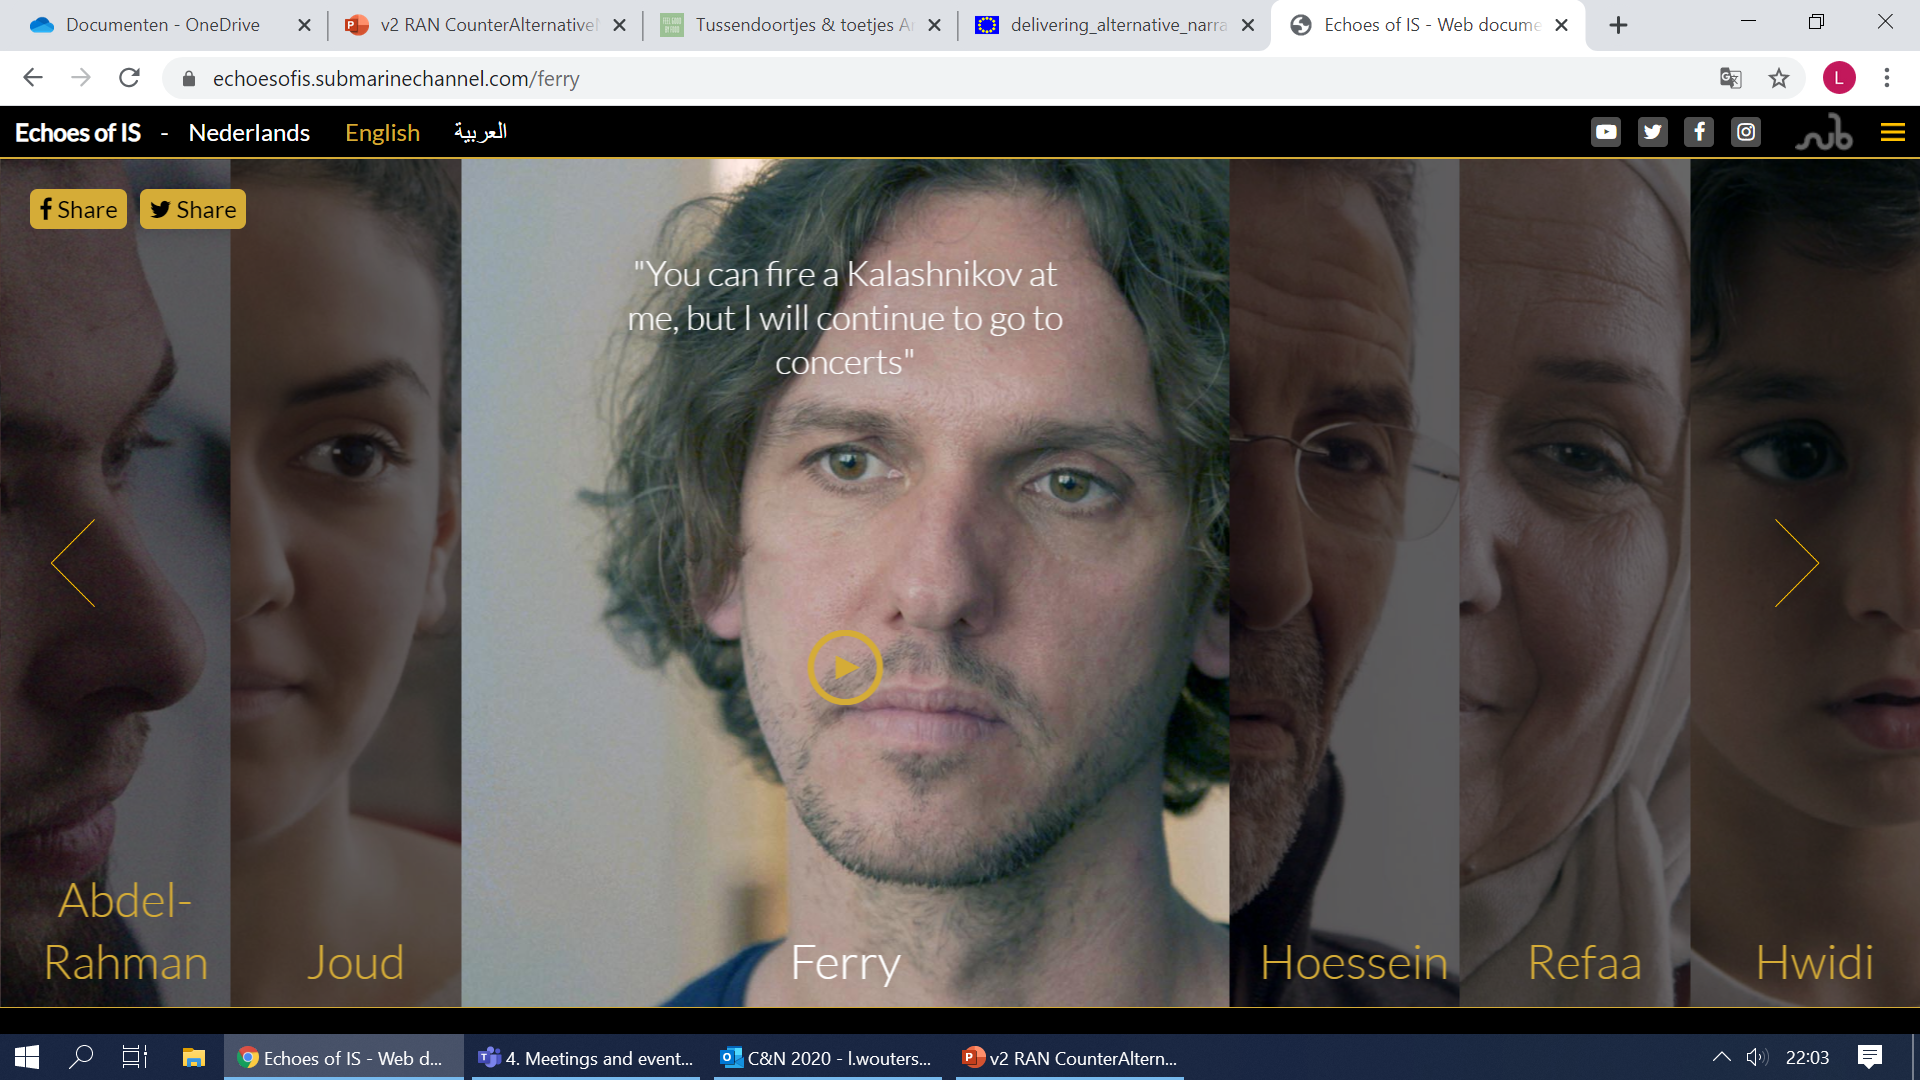 Documenten - OneDrive
v2 RAN CounterAlternative
Tussendoortjes & toetjes
delivering_alternative_narra
Echoes of IS - Web docume
echoesofis.submarinechannel.com/ferry
L
Echoes of IS - Nederlands English العربية
sub
Share Share
"You can fire a Kalashnikov at
me, but I will continue to go to
concerts"
Abdel-
Rahman
Joud
Ferry
Hoessein
Refaa
Hwidi
Echoes of IS - Web d...
4. Meetings and event...
C&N 2020 - l.wouters...
v2 RAN CounterAltern...
22:03